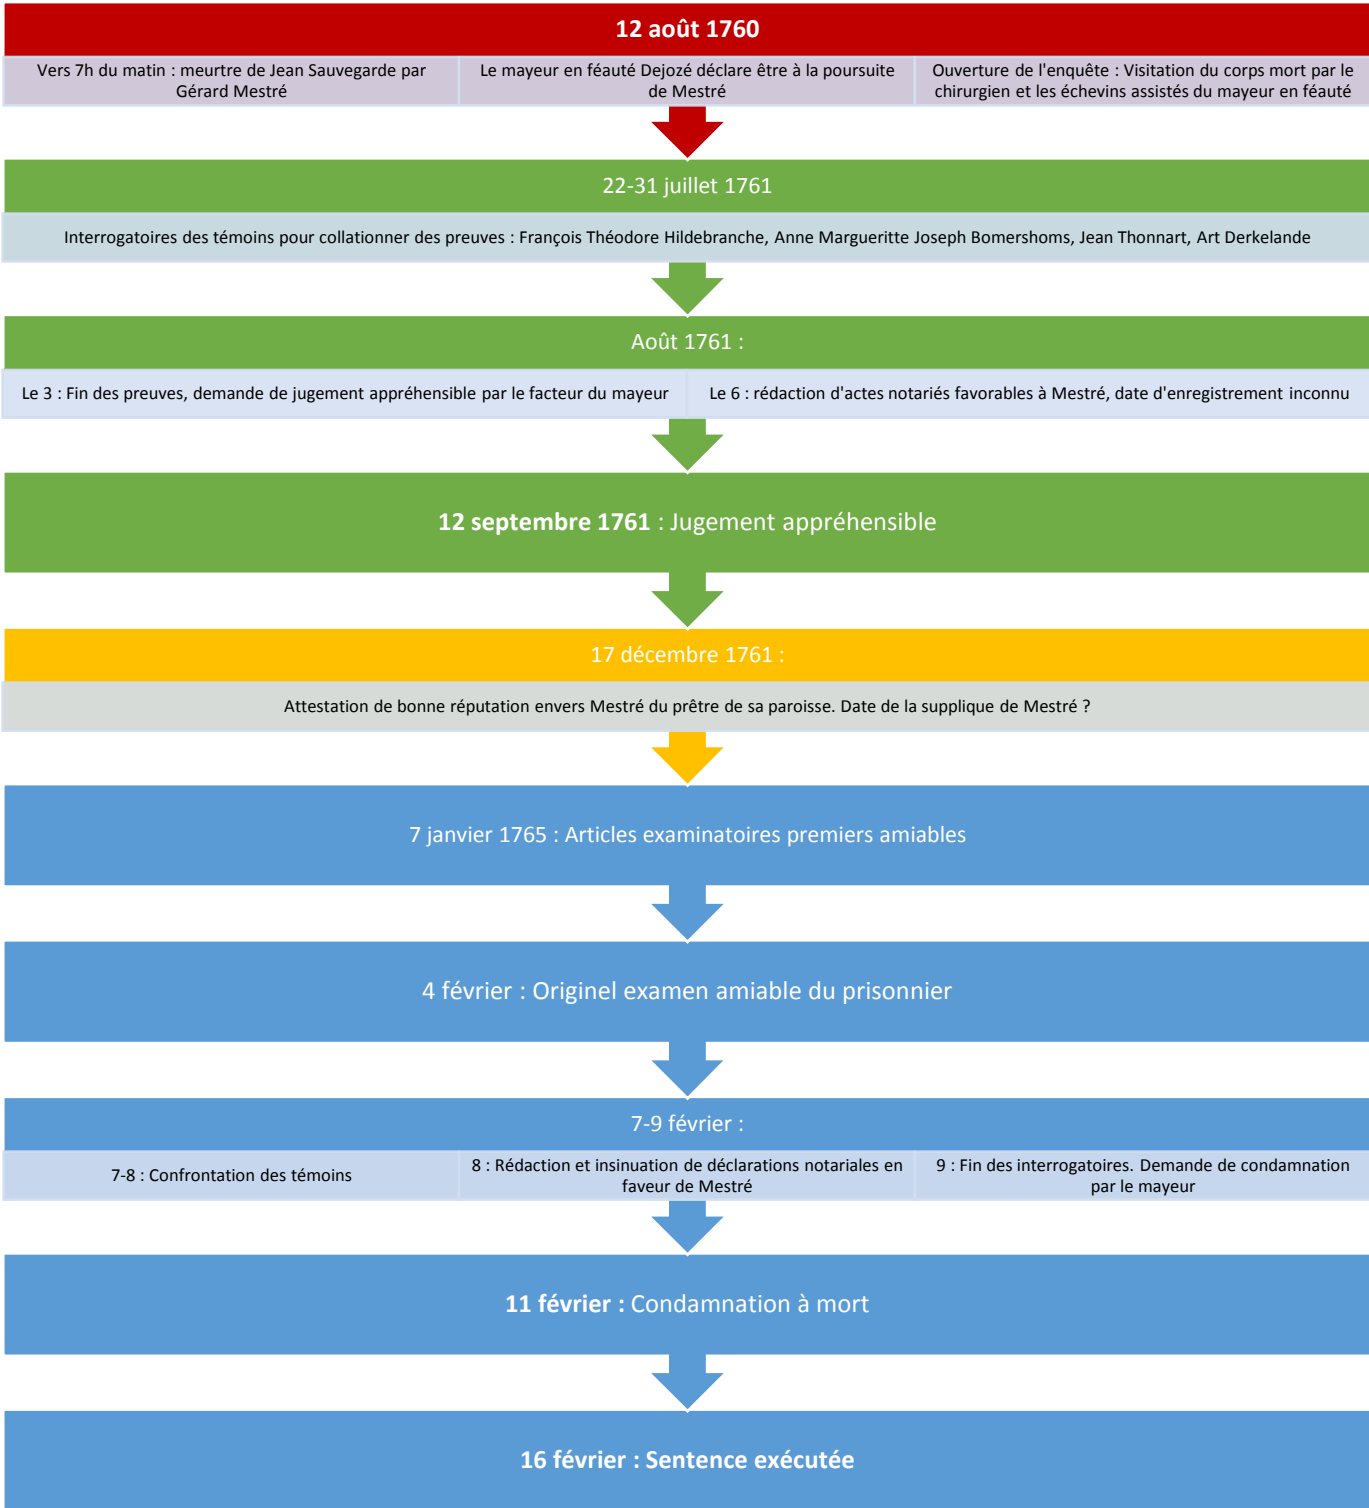 12 août 1760
Vers 7h du matin : meurtre de Jean Sauvegarde par
Gérard Mestré
Le mayeur en féauté Dejozé déclare être à la poursuite
de Mestré
Ouverture de l'enquête : Visitation du corps mort par le
chirurgien et les échevins assistés du mayeur en féauté
22-31 juillet 1761
Interrogatoires des témoins pour collationner des preuves : François Théodore Hildebranche, Anne Margueritte Joseph Bomershoms, Jean Thonnart, Art Derkelande
Août 1761 :
Le 3 : Fin des preuves, demande de jugement appréhensible par le facteur du mayeur
Le 6 : rédaction d'actes notariés favorables à Mestré, date d'enregistrement inconnu
12 septembre 1761 : Jugement appréhensible
17 décembre 1761 :
Attestation de bonne réputation envers Mestré du prêtre de sa paroisse. Date de la supplique de Mestré ?
7 janvier 1765 : Articles examinatoires premiers amiables
4 février : Originel examen amiable du prisonnier
7-9 février :
7-8 : Confrontation des témoins
8 : Rédaction et insinuation de déclarations notariales en
faveur de Mestré
9 : Fin des interrogatoires. Demande de condamnation
par le mayeur
11 février : Condamnation à mort
16 février : Sentence exécutée